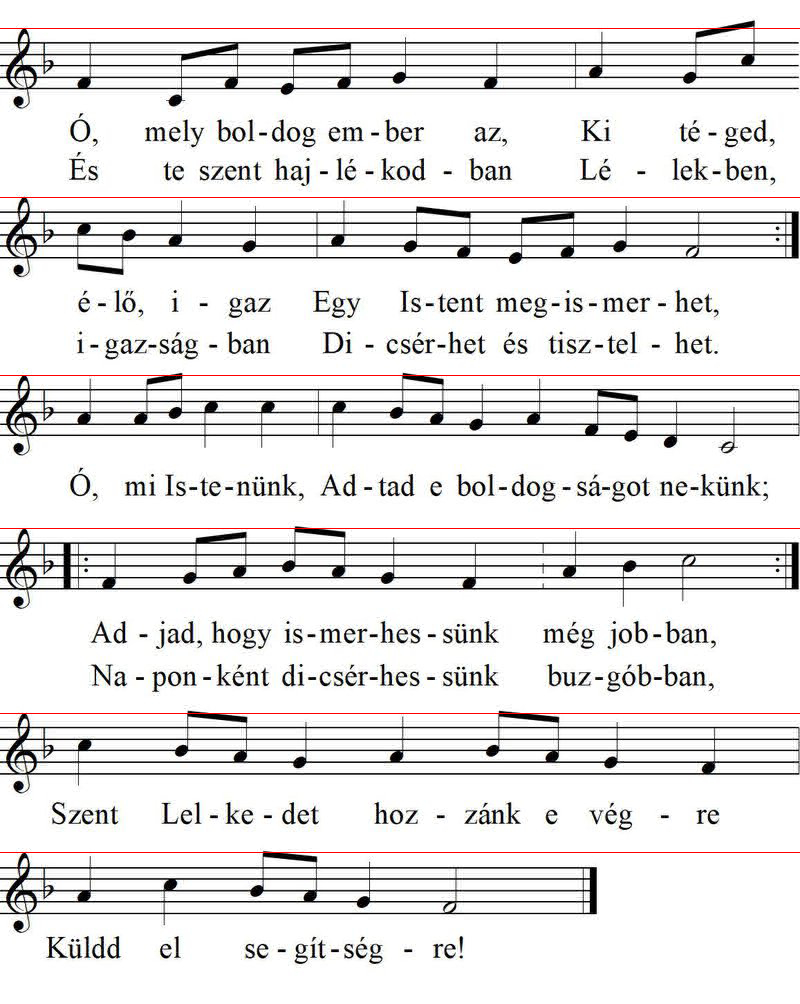 Ó, mely bol-dog em-ber az, Ki té-ged,
És te szent haj-lé-kod-ban Lé-lek-ben,
é-lő, i-gaz Egy Is-tent meg-is-mer-het,
i-gaz-ság-ban Di-csér-het és tisz-tel-het.
Ó, mi Is-te-nünk, Ad-tad e bol-dog-sá-got ne-künk;
Ad-jad, hogy is-mer-hes-sünk még job-ban,
Na-pon-ként di-csér-hes-sünk buz-gób-ban,
Szent Lel-ke-det hoz-zánk e vég-re
Küldd el se-gít-ség-re!